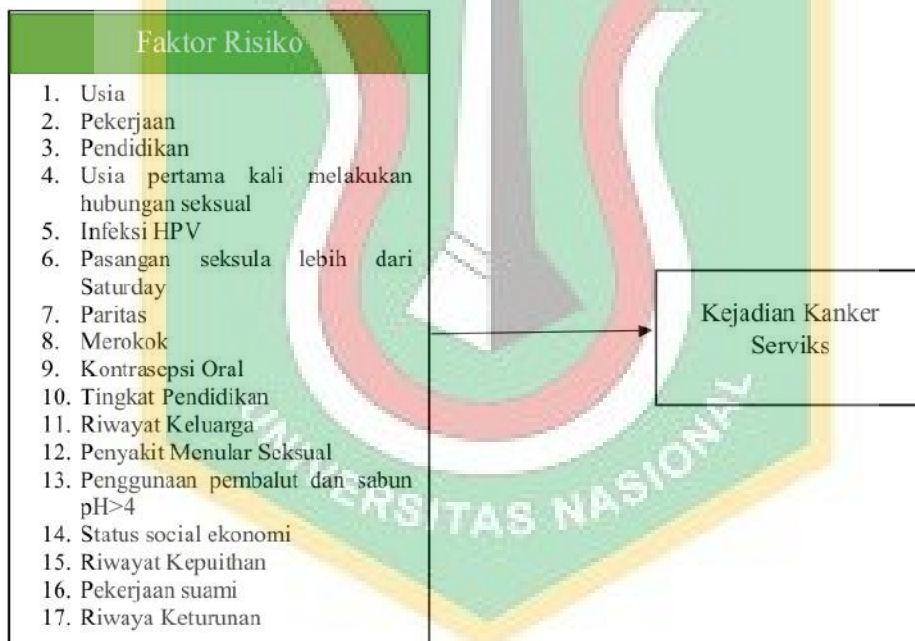 Faktor Risiko
1. Usia
2. Pekerjaan
3. Pendidikan
4. Usia pertama kali melakukan
hubungan seksual
5. Infeksi HPV
6. Pasangan seksula lebih dari
Saturday
7. Paritas
8. Merokok
9. Kontrasepsi Oral
10. Tingkat Pendidikan
11. Riwayat Keluarga
12. Penyakit Menular Seksual
13. Penggunaan pembalut dan sabun
pH>4
14. Status social ekonomi
15. Riwayat Kepuithan
16. Pekerjaan suami
17. Riwaya Keturunan
Kejadian Kanker
Serviks
UNIVERSITAS NASIONAL